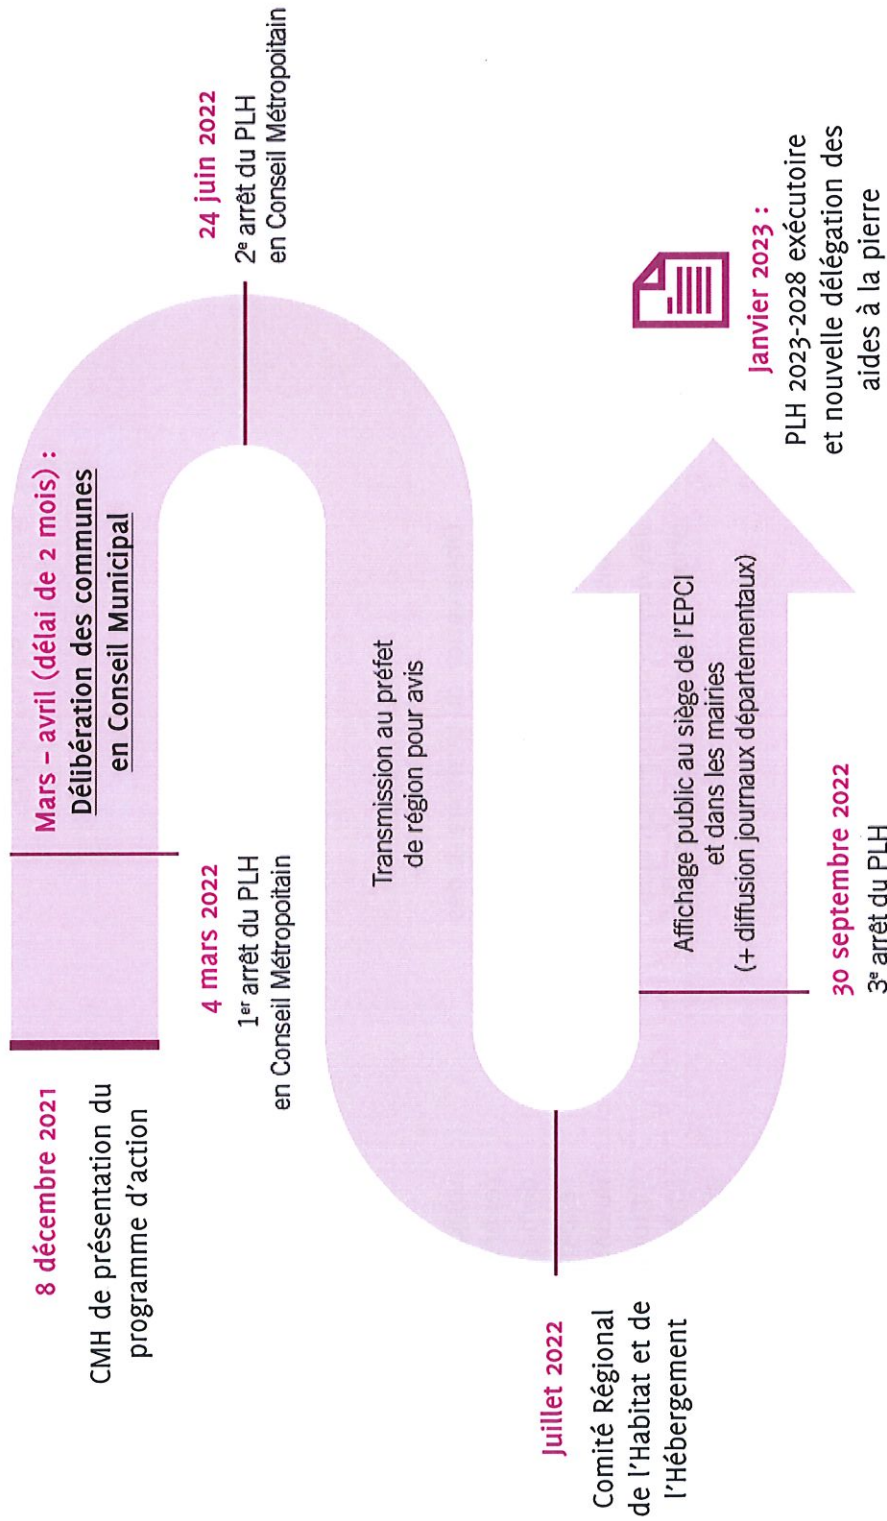 8 décembre 2021
CMH de présentation du
programme d'action
4 mars 2022
1er arrêt du PLH
en Conseil Métropoitain
Mars – avril (délai de 2 mois) :
Délibération des communes
en Conseil Municipal
24 juin 2022
2e arrêt du PLH
en Conseil Métropoitain
Transmission au préfet
de région pour avis
Juillet 2022
Comité Régional
de l'Habitat et de
l'Hébergement
30 septembre 2022
3e arrêt du PLH
Affichage public au siège de l'EPCI
et dans les mairies
(+ diffusion journaux départementaux)
Janvier 2023 :
PLH 2023-2028 exécutoire
et nouvelle délégation des
aides à la pierre